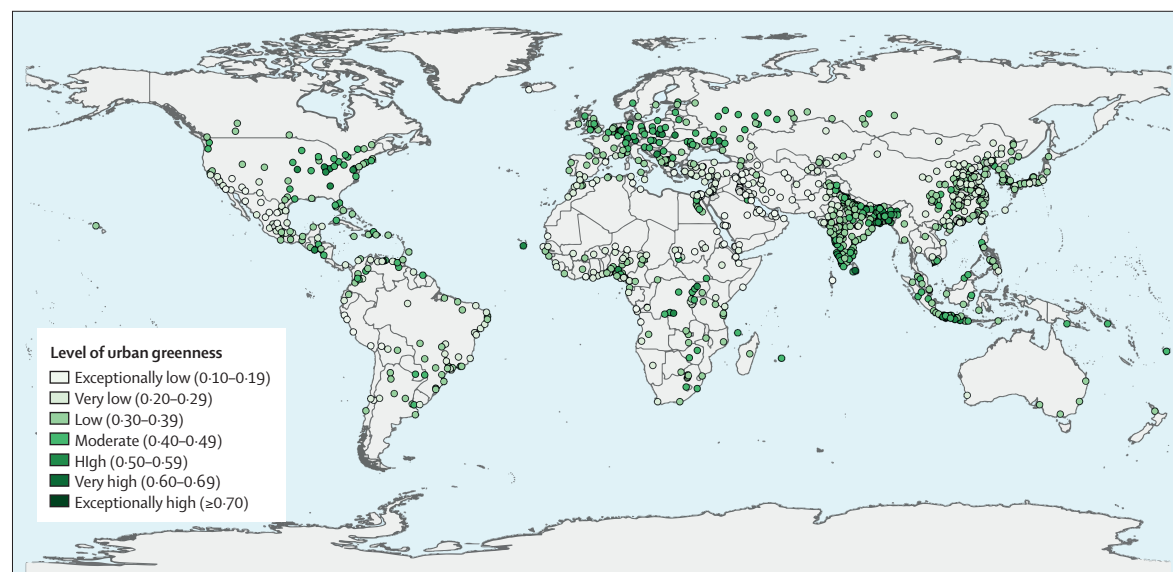 Level of urban greenness
Exceptionally low (0·10–0·19)
Very low (0·20–0·29)
Low (0·30–0·39)
Moderate (0·40–0·49)
HIgh (0·50–0·59)
Very high (0·60–0·69)
Exceptionally high (≥0·70)